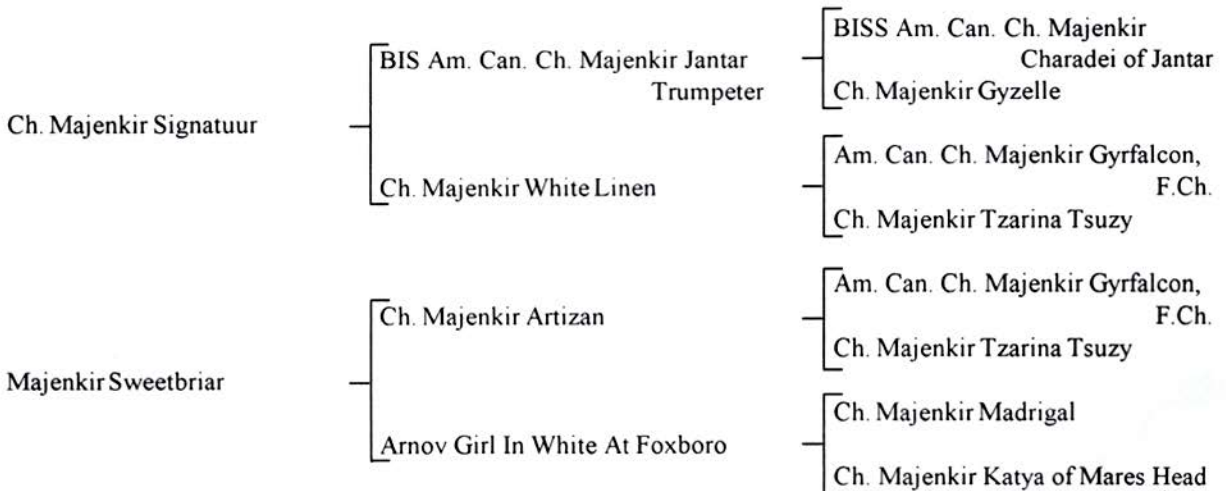 BISS Am. Can. Ch. Majenkir
Charadei of Jantar
BIS Am. Can. Ch. Majenkir Jantar
Trumpeter
Ch. Majenkir Gyzelle
Ch. Majenkir Signatuur
Am. Can. Ch. Majenkir Gyrfalcon,
F.Ch.
Ch. Majenkir White Linen
Ch. Majenkir Tzarina Tsuzy
Am. Can. Ch. Majenkir Gyrfalcon,
F.Ch.
Ch. Majenkir Artizan
Ch. Majenkir Tzarina Tsuzy
Majenkir Sweetbriar
Ch. Majenkir Madrigal
Arnov Girl In White At Foxboro
Ch. Majenkir Katya of Mares Head